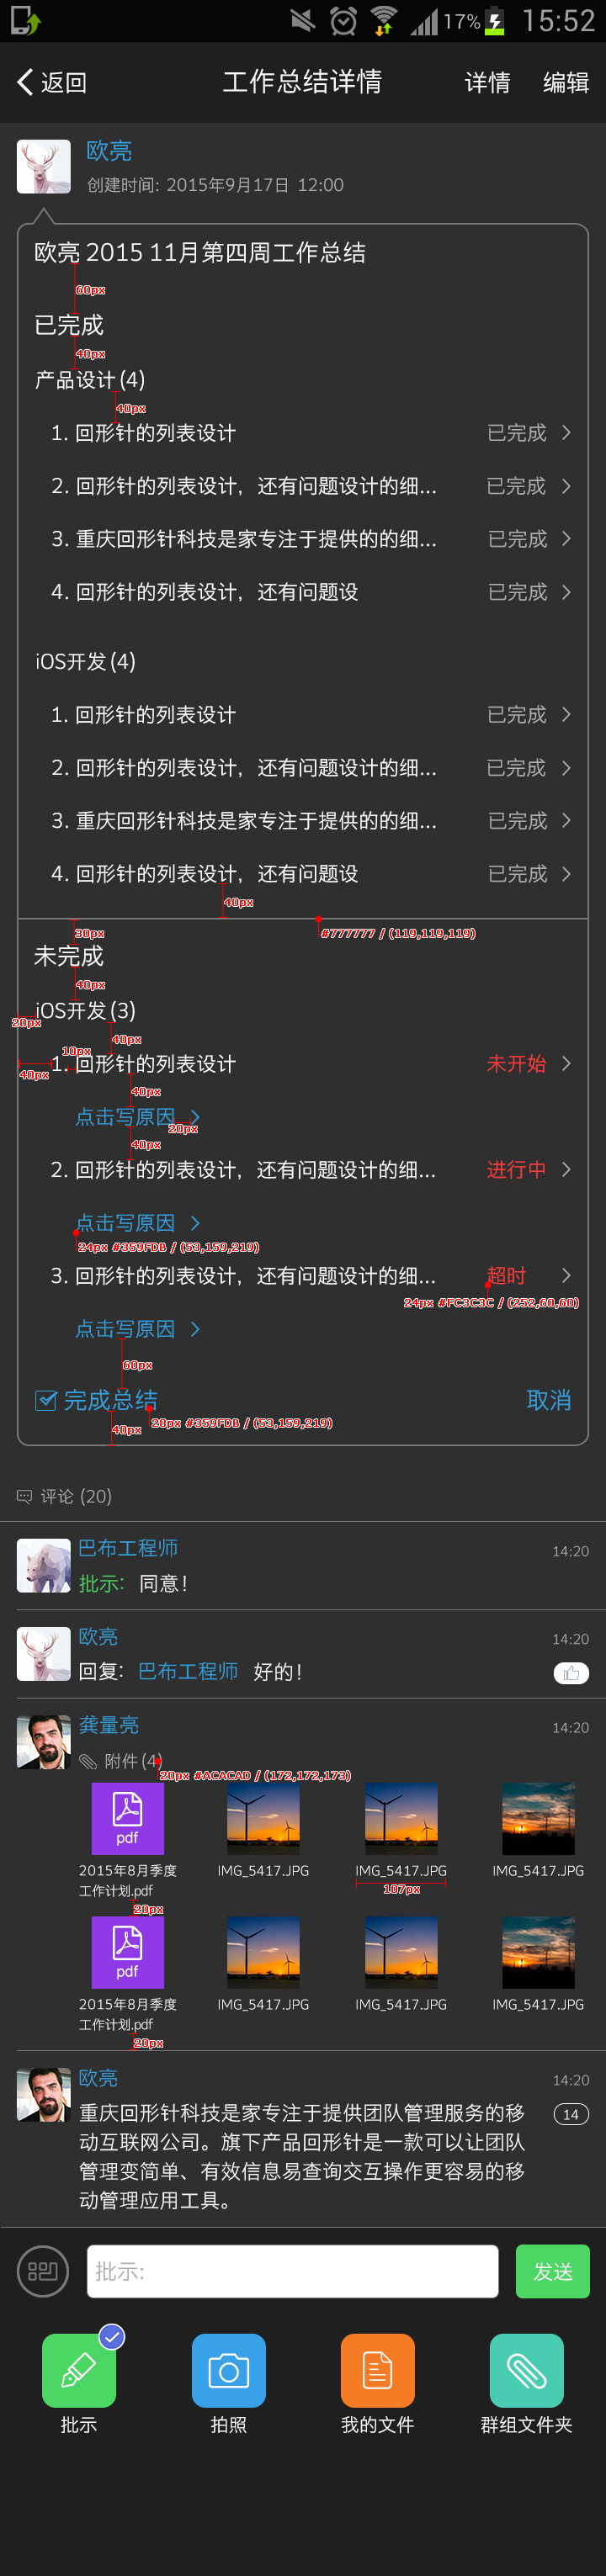 17% 15:52
返回 工作总结详情 详情 编辑
欧亮
创建时间: 2015年9月17日 12:00
欧亮 2015 11月第四周工作总结
60px
已完成
40px
产品设计(4)
40px
1. 回形针的列表设计 已完成
2. 回形针的列表设计，还有问题设计的细... 已完成
3. 重庆回形针科技是家专注于提供的的细... 已完成
4. 回形针的列表设计，还有问题设 已完成
iOS开发(4)
1. 回形针的列表设计 已完成
2. 回形针的列表设计，还有问题设计的细... 已完成
3. 重庆回形针科技是家专注于提供的的细... 已完成
4. 回形针的列表设计，还有问题设 已完成
40px
30px #777777 / (119,119,119)
未完成
40px
iOS开发(3)
20px
40px
10px
1. 回形针的列表设计 未开始
40px
40px
点击写原因
20px
40px
2. 回形针的列表设计，还有问题设计的细... 进行中
点击写原因
24px #359FDB / (53,159,219)
3. 回形针的列表设计，还有问题设计的细... 超时
24px #FC3C3C / (252,60,60)
点击写原因
60px
完成总结 取消
28px #359FDB / (53,159,219)
40px
评论 (20)
巴布工程师 14:20
批示: 同意!
欧亮 14:20
回复: 巴布工程师 好的!
龚量亮 14:20
附件(4)
20px #ACACAD / (172,172,173)
pdf
2015年8月季度 IMG_5417.JPG IMG_5417.JPG IMG_5417.JPG
工作计划.pdf 107px
20px
pdf
2015年8月季度 IMG_5417.JPG IMG_5417.JPG IMG_5417.JPG
工作计划.pdf
20px
欧亮 14:20
重庆回形针科技是家专注于提供团队管理服务的移 14
动互联网公司。旗下产品回形针是一款可以让团队
管理变简单、有效信息易查询交互操作更容易的移
动管理应用工具。
批示: 发送
批示 拍照 我的文件 群组文件夹